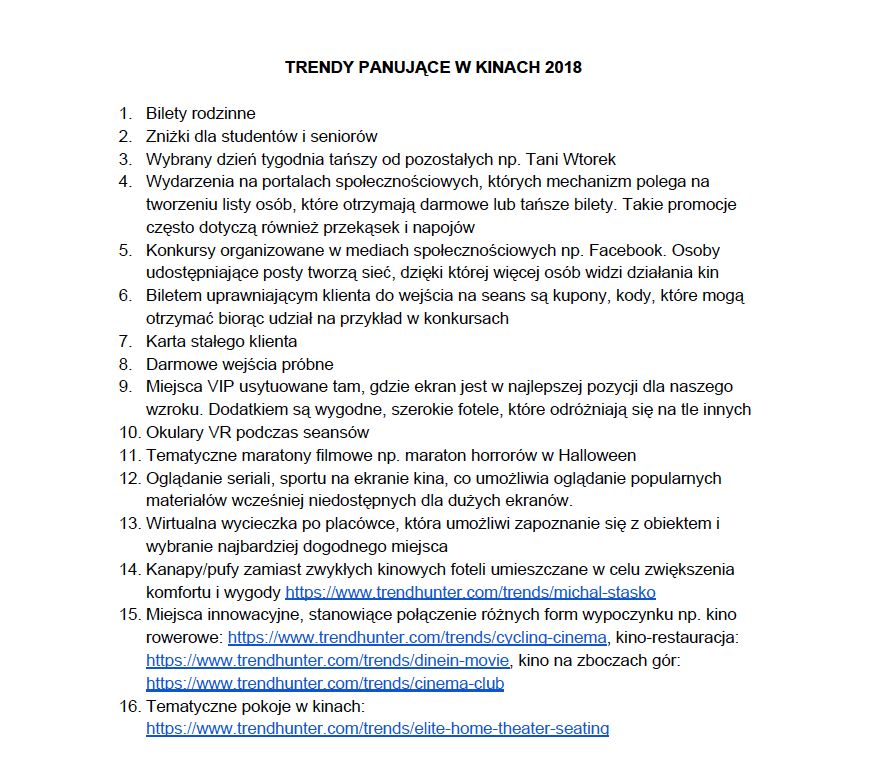 TRENDY PANUJĄCE W KINACH 2018
1. Bilety rodzinne
2. Zniżki dla studentów i seniorów
3. Wybrany dzień tygodnia tańszy od pozostałych np. Tani Wtorek
4. Wydarzenia na portalach społecznościowych, których mechanizm polega na
tworzeniu listy osób, które otrzymają darmowe lub tańsze bilety. Takie promocje
często dotyczą również przekąsek i napojów
5. Konkursy organizowane w mediach społecznościowych np. Facebook. Osoby
udostępniające posty tworzą sieć, dzięki której więcej osób widzi działania kin
6. Biletem uprawniającym klienta do wejścia na seans są kupony, kody, które mogą
otrzymać biorąc udział na przykład w konkursach
7. Karta stałego klienta
8. Darmowe wejścia próbne
9. Miejsca VIP usytuowane tam, gdzie ekran jest w najlepszej pozycji dla naszego
wzroku. Dodatkiem są wygodne, szerokie fotele, które odróżniają się na tle innych
10. Okulary VR podczas seansów
11. Tematyczne maratony filmowe np. maraton horrorów w Halloween
12. Oglądanie seriali, sportu na ekranie kina, co umożliwia oglądanie popularnych
materiałów wcześniej niedostępnych dla dużych ekranów.
13. Wirtualna wycieczka po placówce, która umożliwi zapoznanie się z obiektem i
wybranie najbardziej dogodnego miejsca
14. Kanapy/pufy zamiast zwykłych kinowych foteli umieszczane w celu zwiększenia
komfortu i wygody https://www.trendhunter.com/trends/michal-stasko
15. Miejsca innowacyjne, stanowiące połączenie różnych form wypoczynku np. kino
rowerowe: https://www.trendhunter.com/trends/cycling-cinema, kino-restauracja:
https://www.trendhunter.com/trends/dinein-movie, kino na zboczach gór:
https://www.trendhunter.com/trends/cinema-club
16. Tematyczne pokoje w kinach:
https://www.trendhunter.com/trends/elite-home-theater-seating